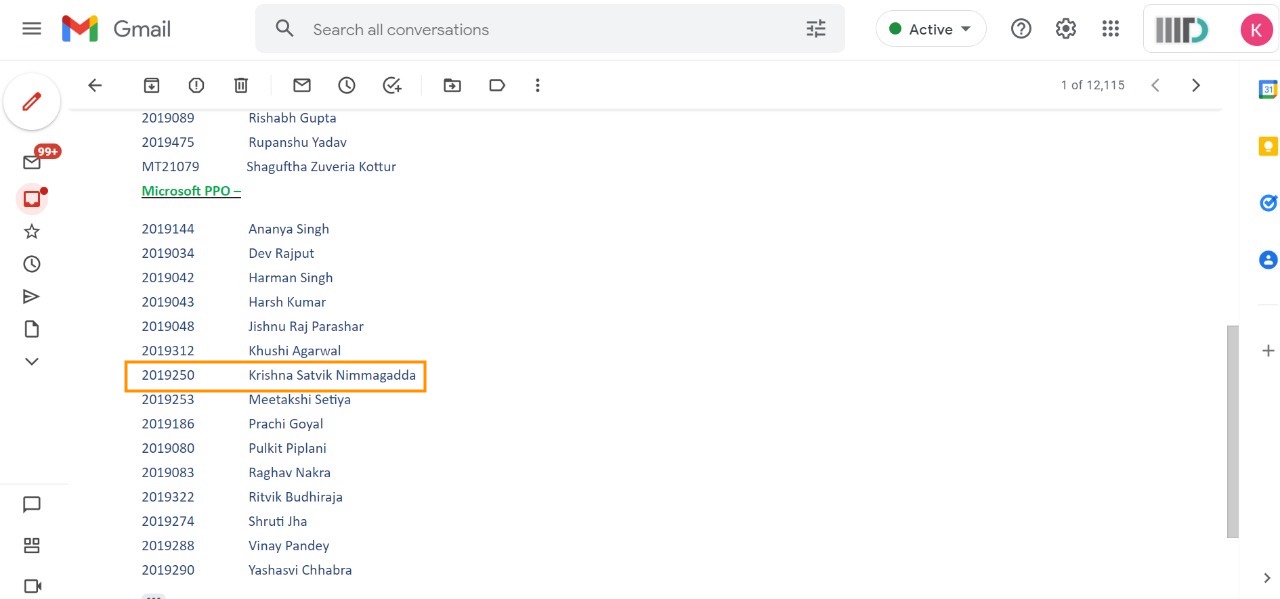 Gmail
Search all conversations
Active
K
1 of 12,115
99+
31
2019089 Rishabh Gupta
2019475 Rupanshu Yadav
MT21079 Shaguftha Zuveria Kottur
Microsoft PPO –
2019144 Ananya Singh
2019034 Dev Rajput
2019042 Harman Singh
2019043 Harsh Kumar
2019048 Jishnu Raj Parashar
2019312 Khushi Agarwal
2019250 Krishna Satvik Nimmagadda
2019253 Meetakshi Setiya
2019186 Prachi Goyal
2019080 Pulkit Piplani
2019083 Raghav Nakra
2019322 Ritvik Budhiraja
2019274 Shruti Jha
2019288 Vinay Pandey
2019290 Yashasvi Chhabra